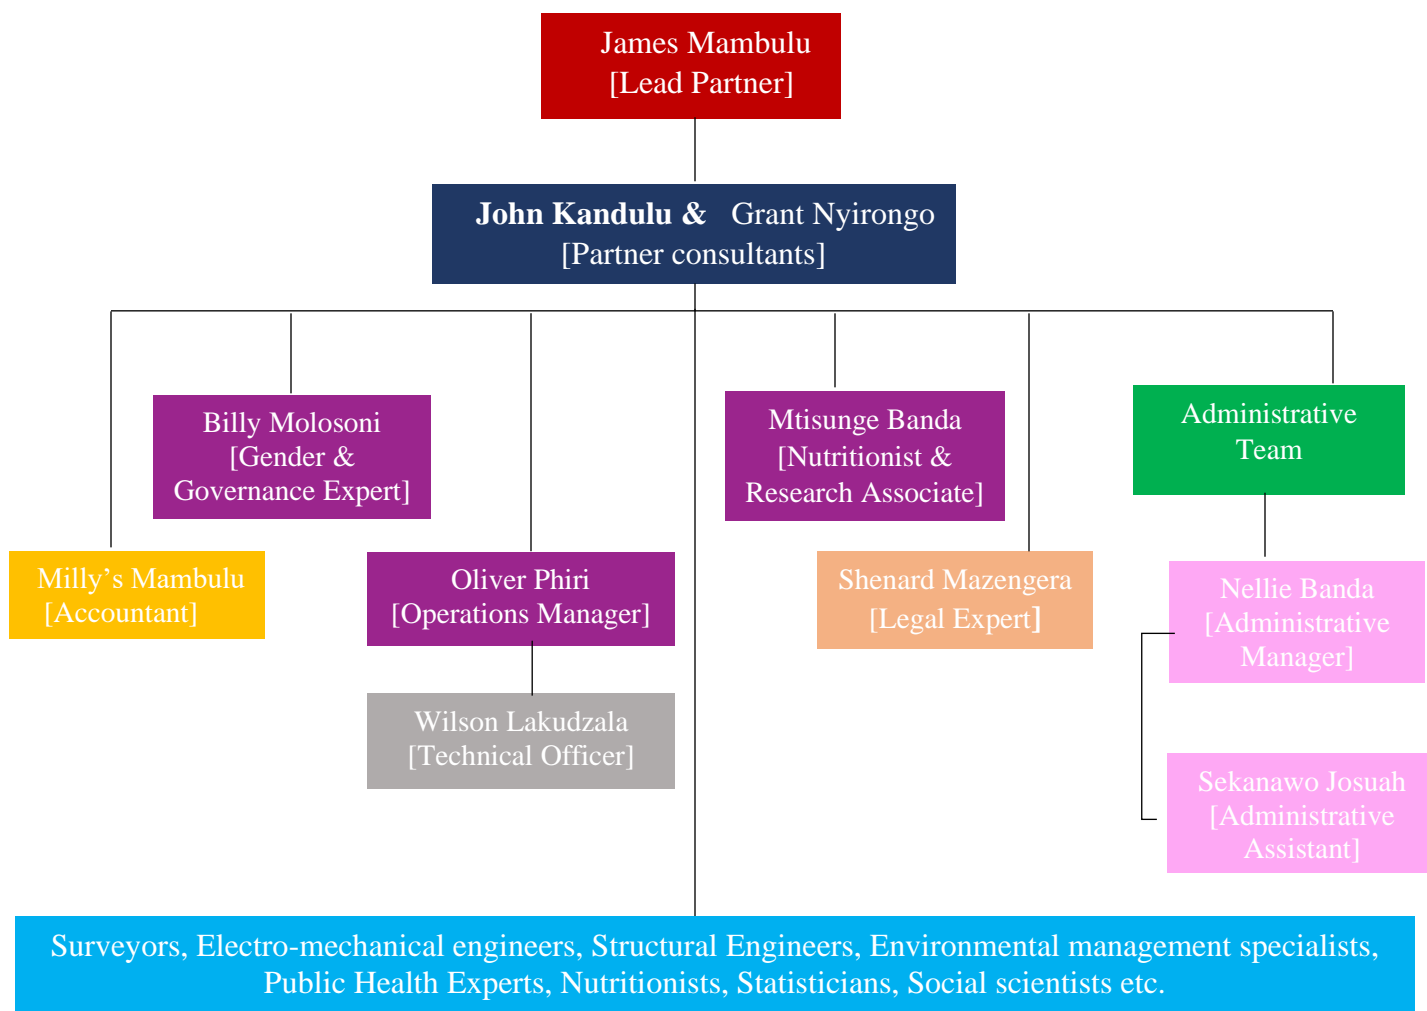 James Mambulu
[Lead Partner]
John Kandulu & Grant Nyirongo
[Partner consultants]
Billy Molosoni
[Gender &
Governance Expert]
Mtisunge Banda
[Nutritionist &
Research Associate]
Administrative
Team
Milly’s Mambulu
[Accountant]
Oliver Phiri
[Operations Manager]
Shenard Mazengera
[Legal Expert]
Nellie Banda
[Administrative
Manager]
Wilson Lakudzala
[Technical Officer]
Sekanawo Josuah
[Administrative
Assistant]
Surveyors, Electro-mechanical engineers, Structural Engineers, Environmental management specialists,
Public Health Experts, Nutritionists, Statisticians, Social scientists etc.